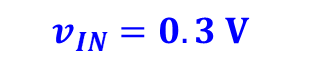 v_IN = 0.3 V